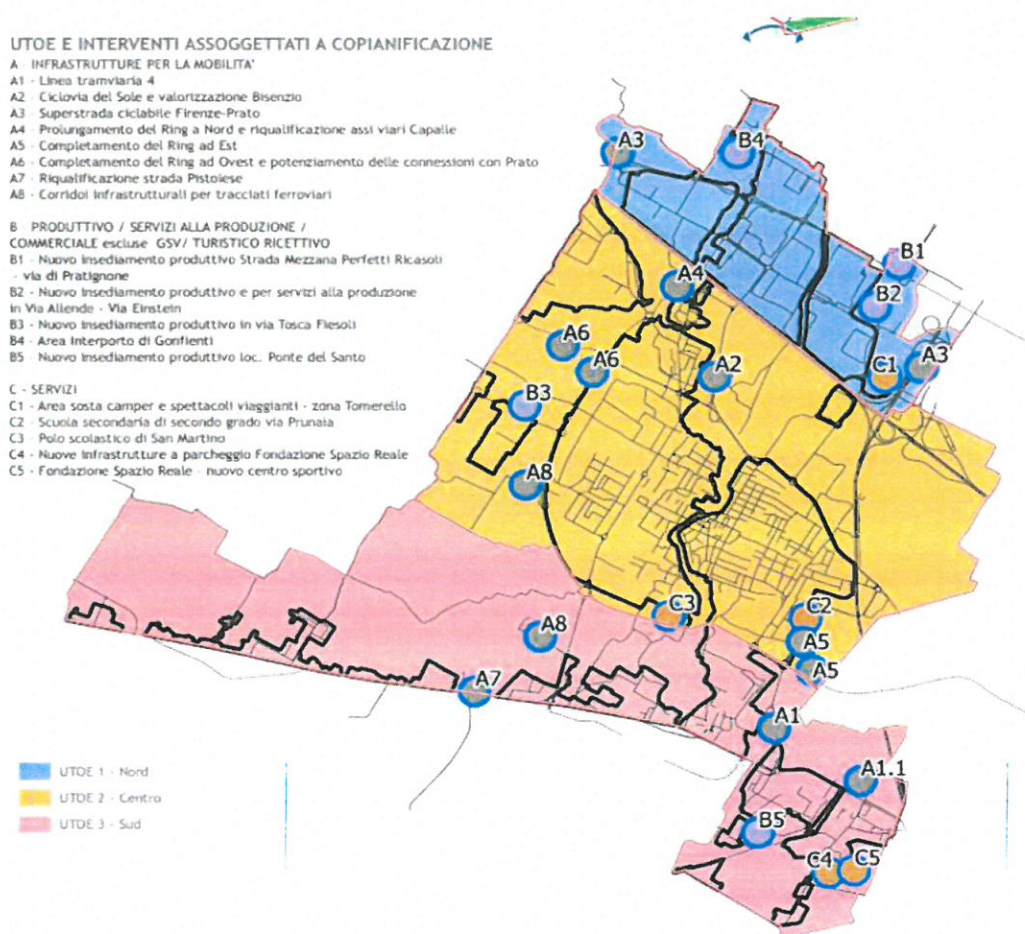 UTOE E INTERVENTI ASSOGGETTATI A COPIANIFICAZIONE
A - INFRASTRUTTURE PER LA MOBILITA'
A1 - Linea tramviaria 4
A2 - Ciclovia del Sole e valorizzazione Bisenzio
A3 - Superstrada ciclabile Firenze-Prato
A4 - Prolungamento del Ring a Nord e riqualificazione assi viari Capalle
A5 - Completamento del Ring ad Est
A6 - Completamento del Ring ad Ovest e potenziamento delle connessioni con Prato
A7 - Riqualificazione strada Pistoiese
A8 - Corridoi infrastrutturali per tracciati ferroviari
B - PRODUTTIVO / SERVIZI ALLA PRODUZIONE /
COMMERCIALE escluse GSV/ TURISTICO RICETTIVO
B1 - Nuovo insediamento produttivo Strada Mezzana Perfetti Ricasoli
- via di Pratignone
B2 - Nuovo insediamento produttivo e per servizi alla produzione
in Via Allende - Via Einstein
B3 - Nuovo insediamento produttivo in via Tosca Fiesoli
B4 - Area Interporto di Gonfienti
B5 - Nuovo insediamento produttivo loc. Ponte del Santo
C - SERVIZI
C1 - Area sosta camper e spettacoli viaggianti - zona Tomerello
C2 - Scuola secondaria di secondo grado via Prunaia
C3 - Polo scolastico di San Martino
C4 - Nuove infrastrutture a parcheggio Fondazione Spazio Reale
C5 - Fondazione Spazio Reale - nuovo centro sportivo
A3
B4
B1
A4
B2
A6
A6
A2
C1
A3
B3
A8
C3
C2
A8
A5
A5
A7
A1
A1.1
B5
C4
C5
UTOE 1 - Nord
UTOE 2 - Centro
UTOE 3 - Sud